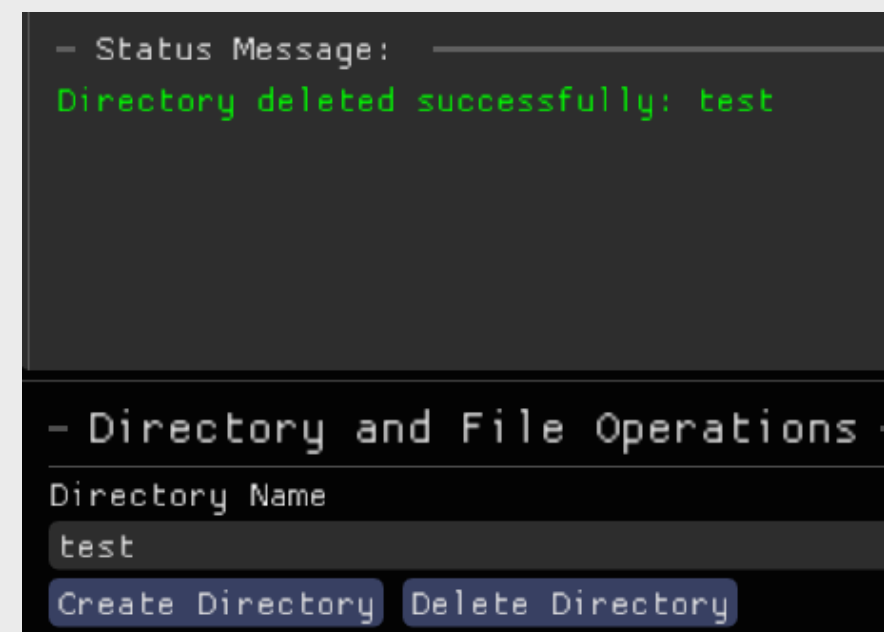 Status Message:
Directory deleted successfully: test
Directory and File Operations
Directory Name
test
Create Directory Delete Directory